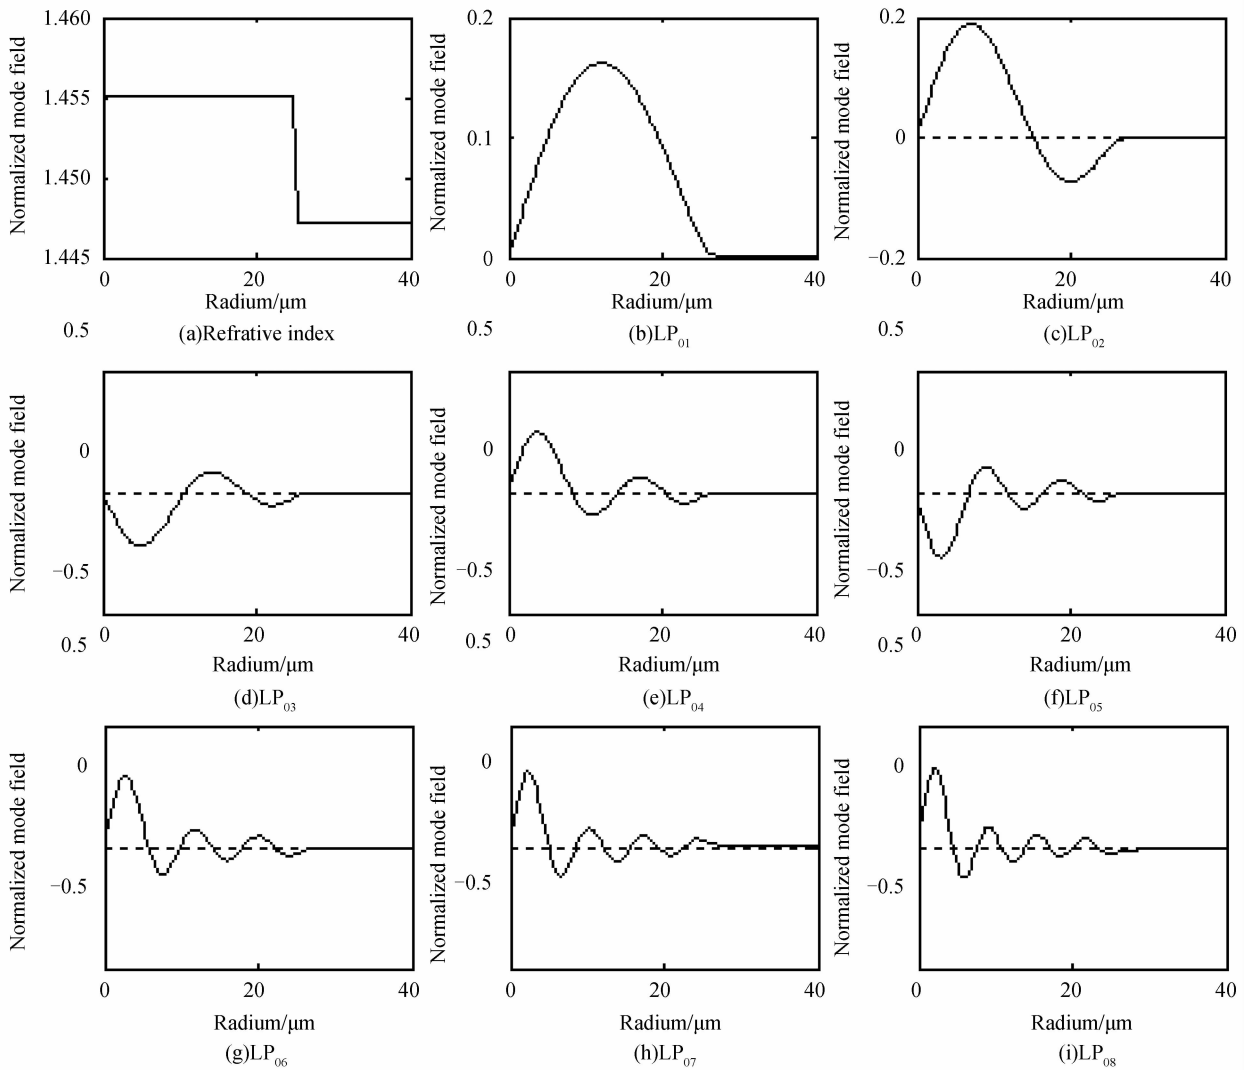 1.460
1.455
1.450
1.445
Normalized mode field
0 20 40
Radium/μm
(a)Refrative index
0.2
0.1
0
Normalized mode field
0 20 40
Radium/μm
(b)LP₀₁
0.2
0
−0.2
Normalized mode field
0 20 40
Radium/μm
(c)LP₀₂
0.5
0
−0.5
Normalized mode field
0 20 40
Radium/μm
(d)LP₀₃
0.5
0
−0.5
Normalized mode field
0 20 40
Radium/μm
(e)LP₀₄
0.5
0
−0.5
Normalized mode field
0 20 40
Radium/μm
(f)LP₀₅
0.5
0
−0.5
Normalized mode field
0 20 40
Radium/μm
(g)LP₀₆
0.5
0
−0.5
Normalized mode field
0 20 40
Radium/μm
(h)LP₀₇
0.5
0
−0.5
Normalized mode field
0 20 40
Radium/μm
(i)LP₀₈